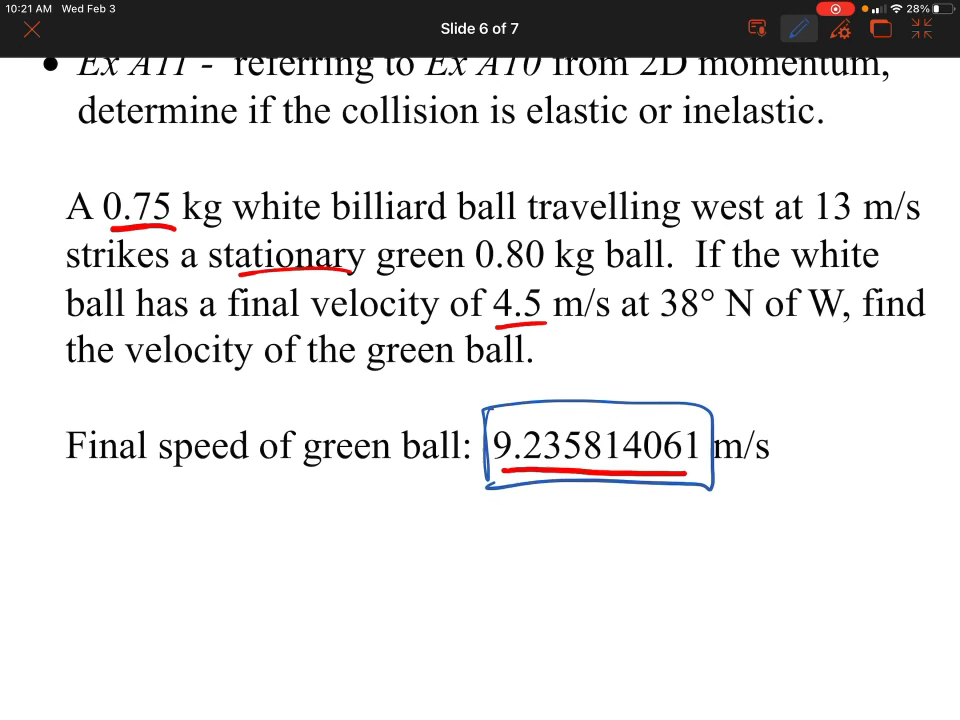 10:21 AM Wed Feb 3
28%
Slide 6 of 7
• Ex A11 - referring to Ex A10 from 2D momentum,
determine if the collision is elastic or inelastic.
A 0.75 kg white billiard ball travelling west at 13 m/s
strikes a stationary green 0.80 kg ball. If the white
ball has a final velocity of 4.5 m/s at 38° N of W, find
the velocity of the green ball.
Final speed of green ball: 9.235814061 m/s